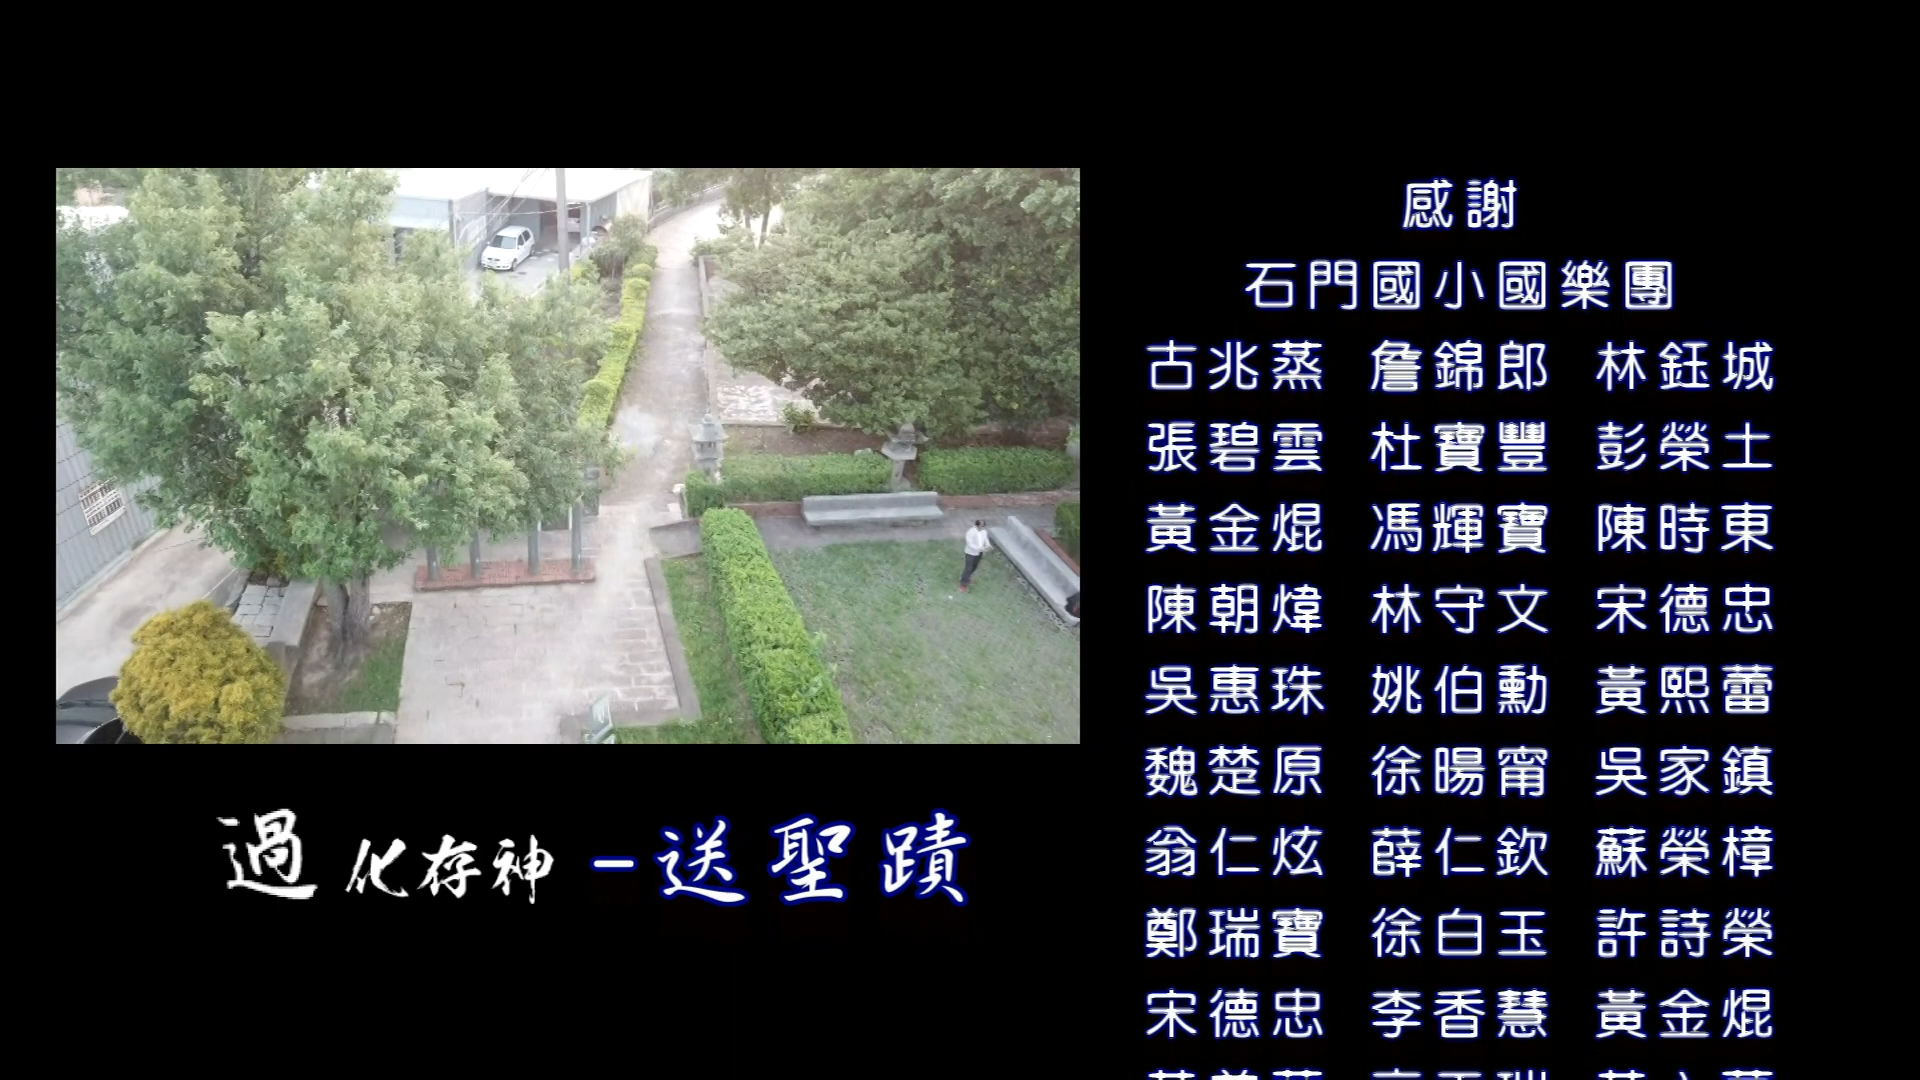 過化存神-送聖蹟
感謝
石門國小國樂團
古兆蒸 詹錦郎 林鈺城
張碧雲 杜寶豐 彭榮士
黃金焜 馮輝寶 陳時東
陳朝煒 林守文 宋德忠
吳惠珠 姚伯勳 黃熙蕾
魏楚原 徐暘甯 吳家鎮
翁仁炫 薛仁欽 蘇榮樟
鄭瑞寶 徐白玉 許詩榮
宋德忠 李香慧 黃金焜